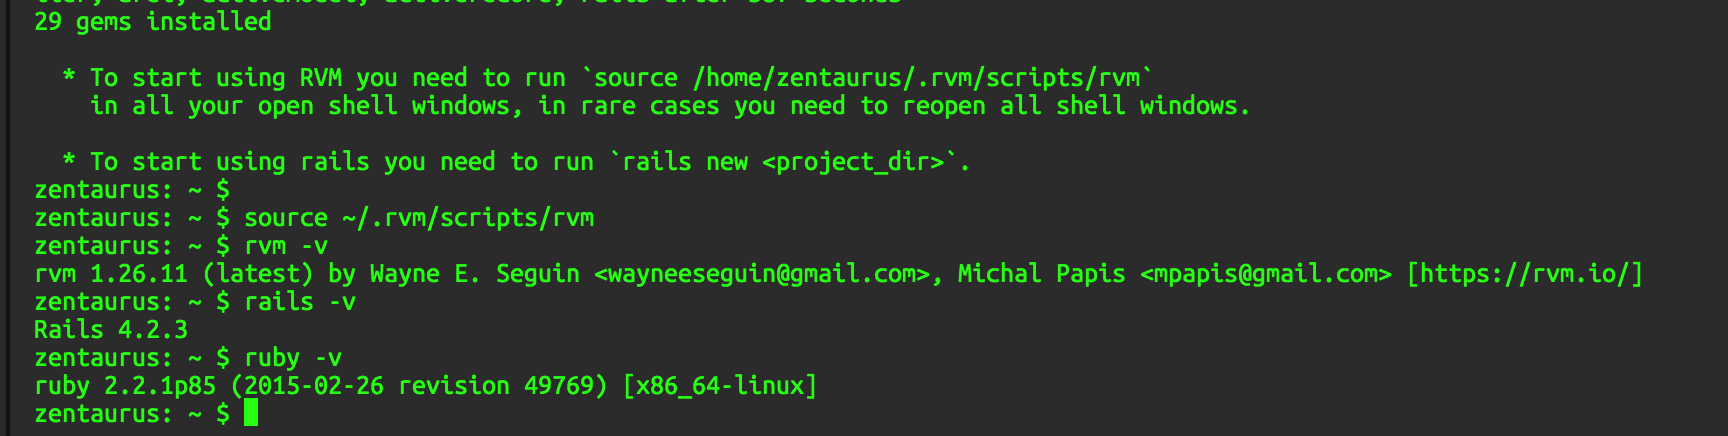 29 gems installed
* To start using RVM you need to run `source /home/zentaurus/.rvm/scripts/rvm`
in all your open shell windows, in rare cases you need to reopen all shell windows.
* To start using rails you need to run `rails new <project_dir>`.
zentaurus: ~ $
zentaurus: ~ $ source ~/.rvm/scripts/rvm
zentaurus: ~ $ rvm -v
rvm 1.26.11 (latest) by Wayne E. Seguin <wayneeseguin@gmail.com>, Michal Papis <mpapis@gmail.com> [https://rvm.io/]
zentaurus: ~ $ rails -v
Rails 4.2.3
zentaurus: ~ $ ruby -v
ruby 2.2.1p85 (2015-02-26 revision 49769) [x86_64-linux]
zentaurus: ~ $